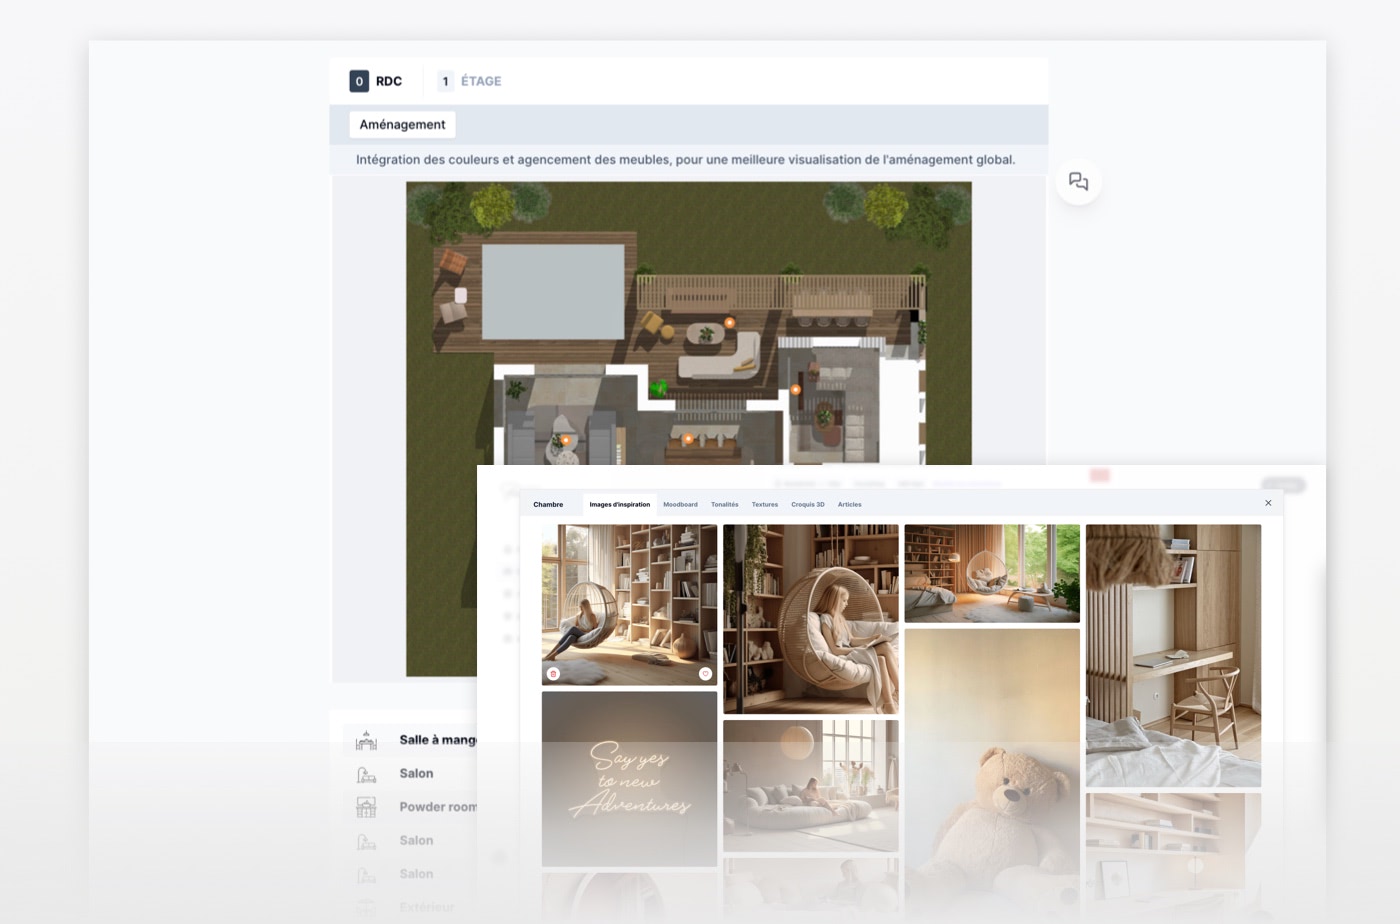 0 RDC
1 ÉTAGE
Aménagement
Intégration des couleurs et agencement des meubles, pour une meilleure visualisation de l'aménagement global.
Salle à mang
Salon
Powder room
Salon
Salon
Extérieur
Chambre
Images d'inspiration
Moodboard
Tonalités
Textures
Croquis 3D
Articles
Say yes
to new
Adventures